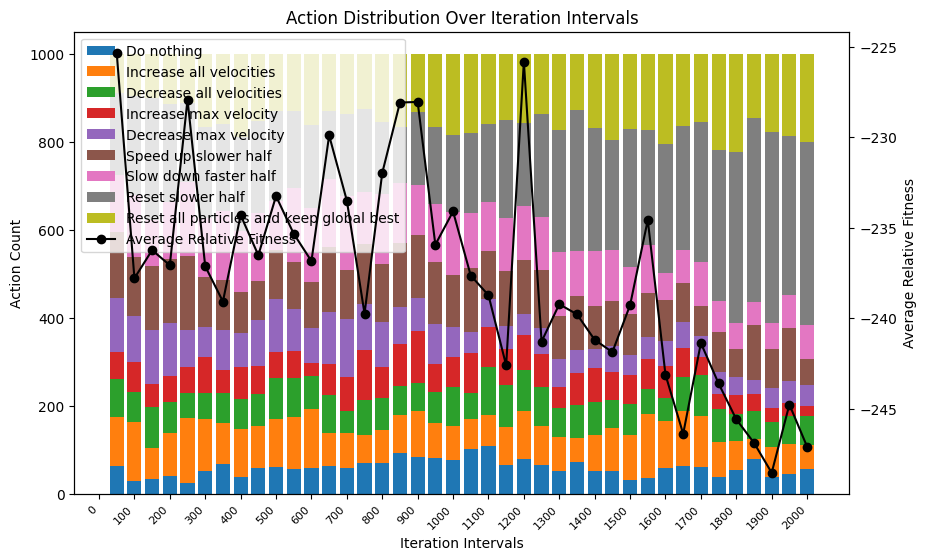 Action Distribution Over Iteration Intervals
Do nothing
Increase all velocities
Decrease all velocities
Increase max velocity
Decrease max velocity
Speed up slower half
Slow down faster half
Reset slower half
Reset all particles and keep global best
Average Relative Fitness
Action Count
1000
800
600
400
200
0
Average Relative Fitness
−225
−230
−235
−240
−245
0
100
200
300
400
500
600
700
800
900
1000
1100
1200
1300
1400
1500
1600
1700
1800
1900
2000
Iteration Intervals